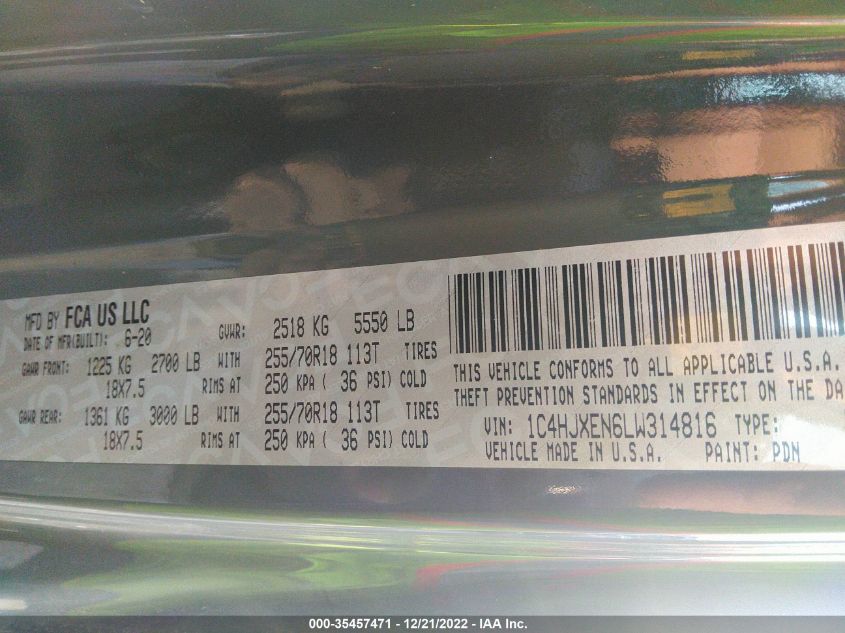 MFD BY FCA US LLC
DATE OF MFR(BUILT): 6-20 GVWR: 2518 KG 5550 LB
GAWR FRONT: 1225 KG 2700 LB WITH 255/70R18 113T TIRES
18X7.5 RIMS AT 250 KPA ( 36 PSI) COLD
GAWR REAR: 1361 KG 3000 LB WITH 255/70R18 113T TIRES
18X7.5 RIMS AT 250 KPA ( 36 PSI) COLD
THIS VEHICLE CONFORMS TO ALL APPLICABLE U.S.A.
THEFT PREVENTION STANDARDS IN EFFECT ON THE DA
VIN: 1C4HJXEN6LW314816 TYPE:
VEHICLE MADE IN U.S.A. PAINT: PDN
000-35457471 - 12/21/2022 - IAA Inc.